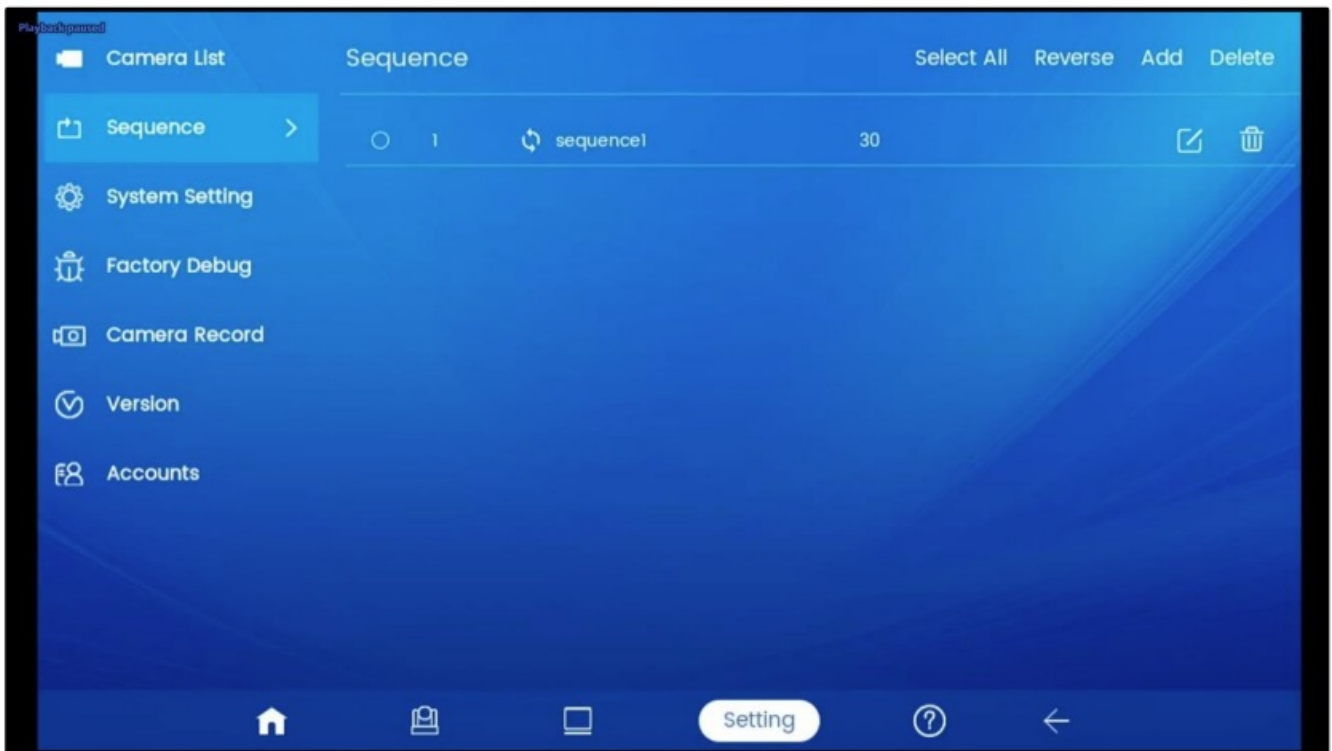 Playback paused
Camera List
Sequence
Select All Reverse Add Delete
Sequence
1 sequence1 30
System Setting
Factory Debug
Camera Record
Version
Accounts
Setting